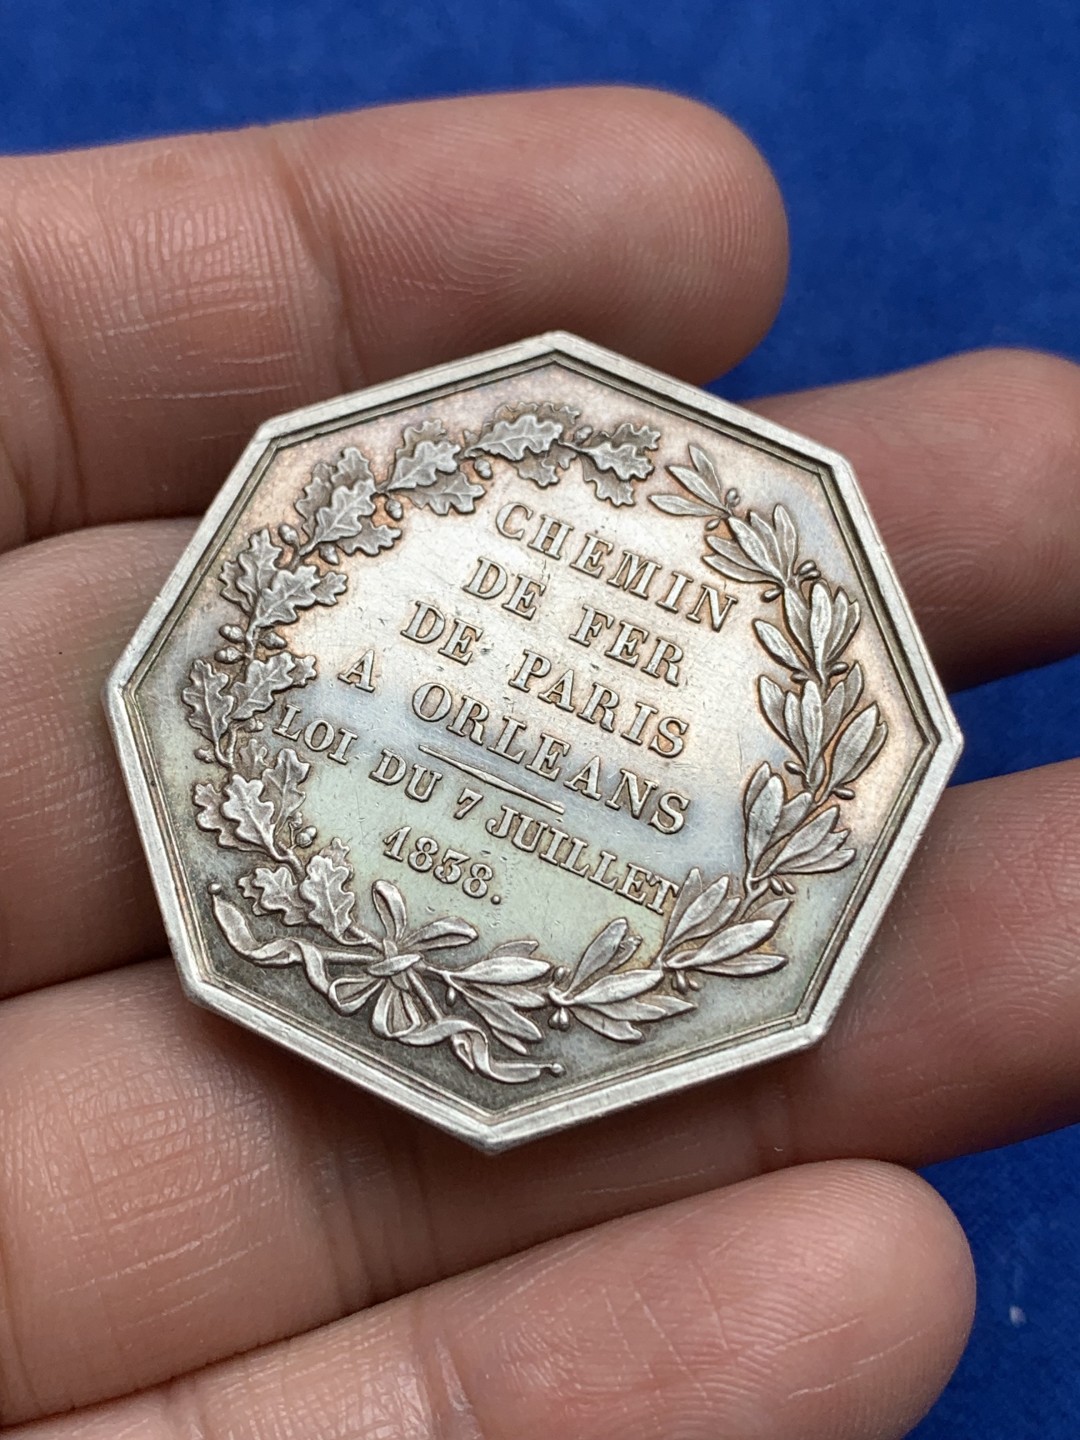 CHEMIN
DE FER
DE PARIS
A ORLEANS
LOI DU 7 JUILLET
1838.